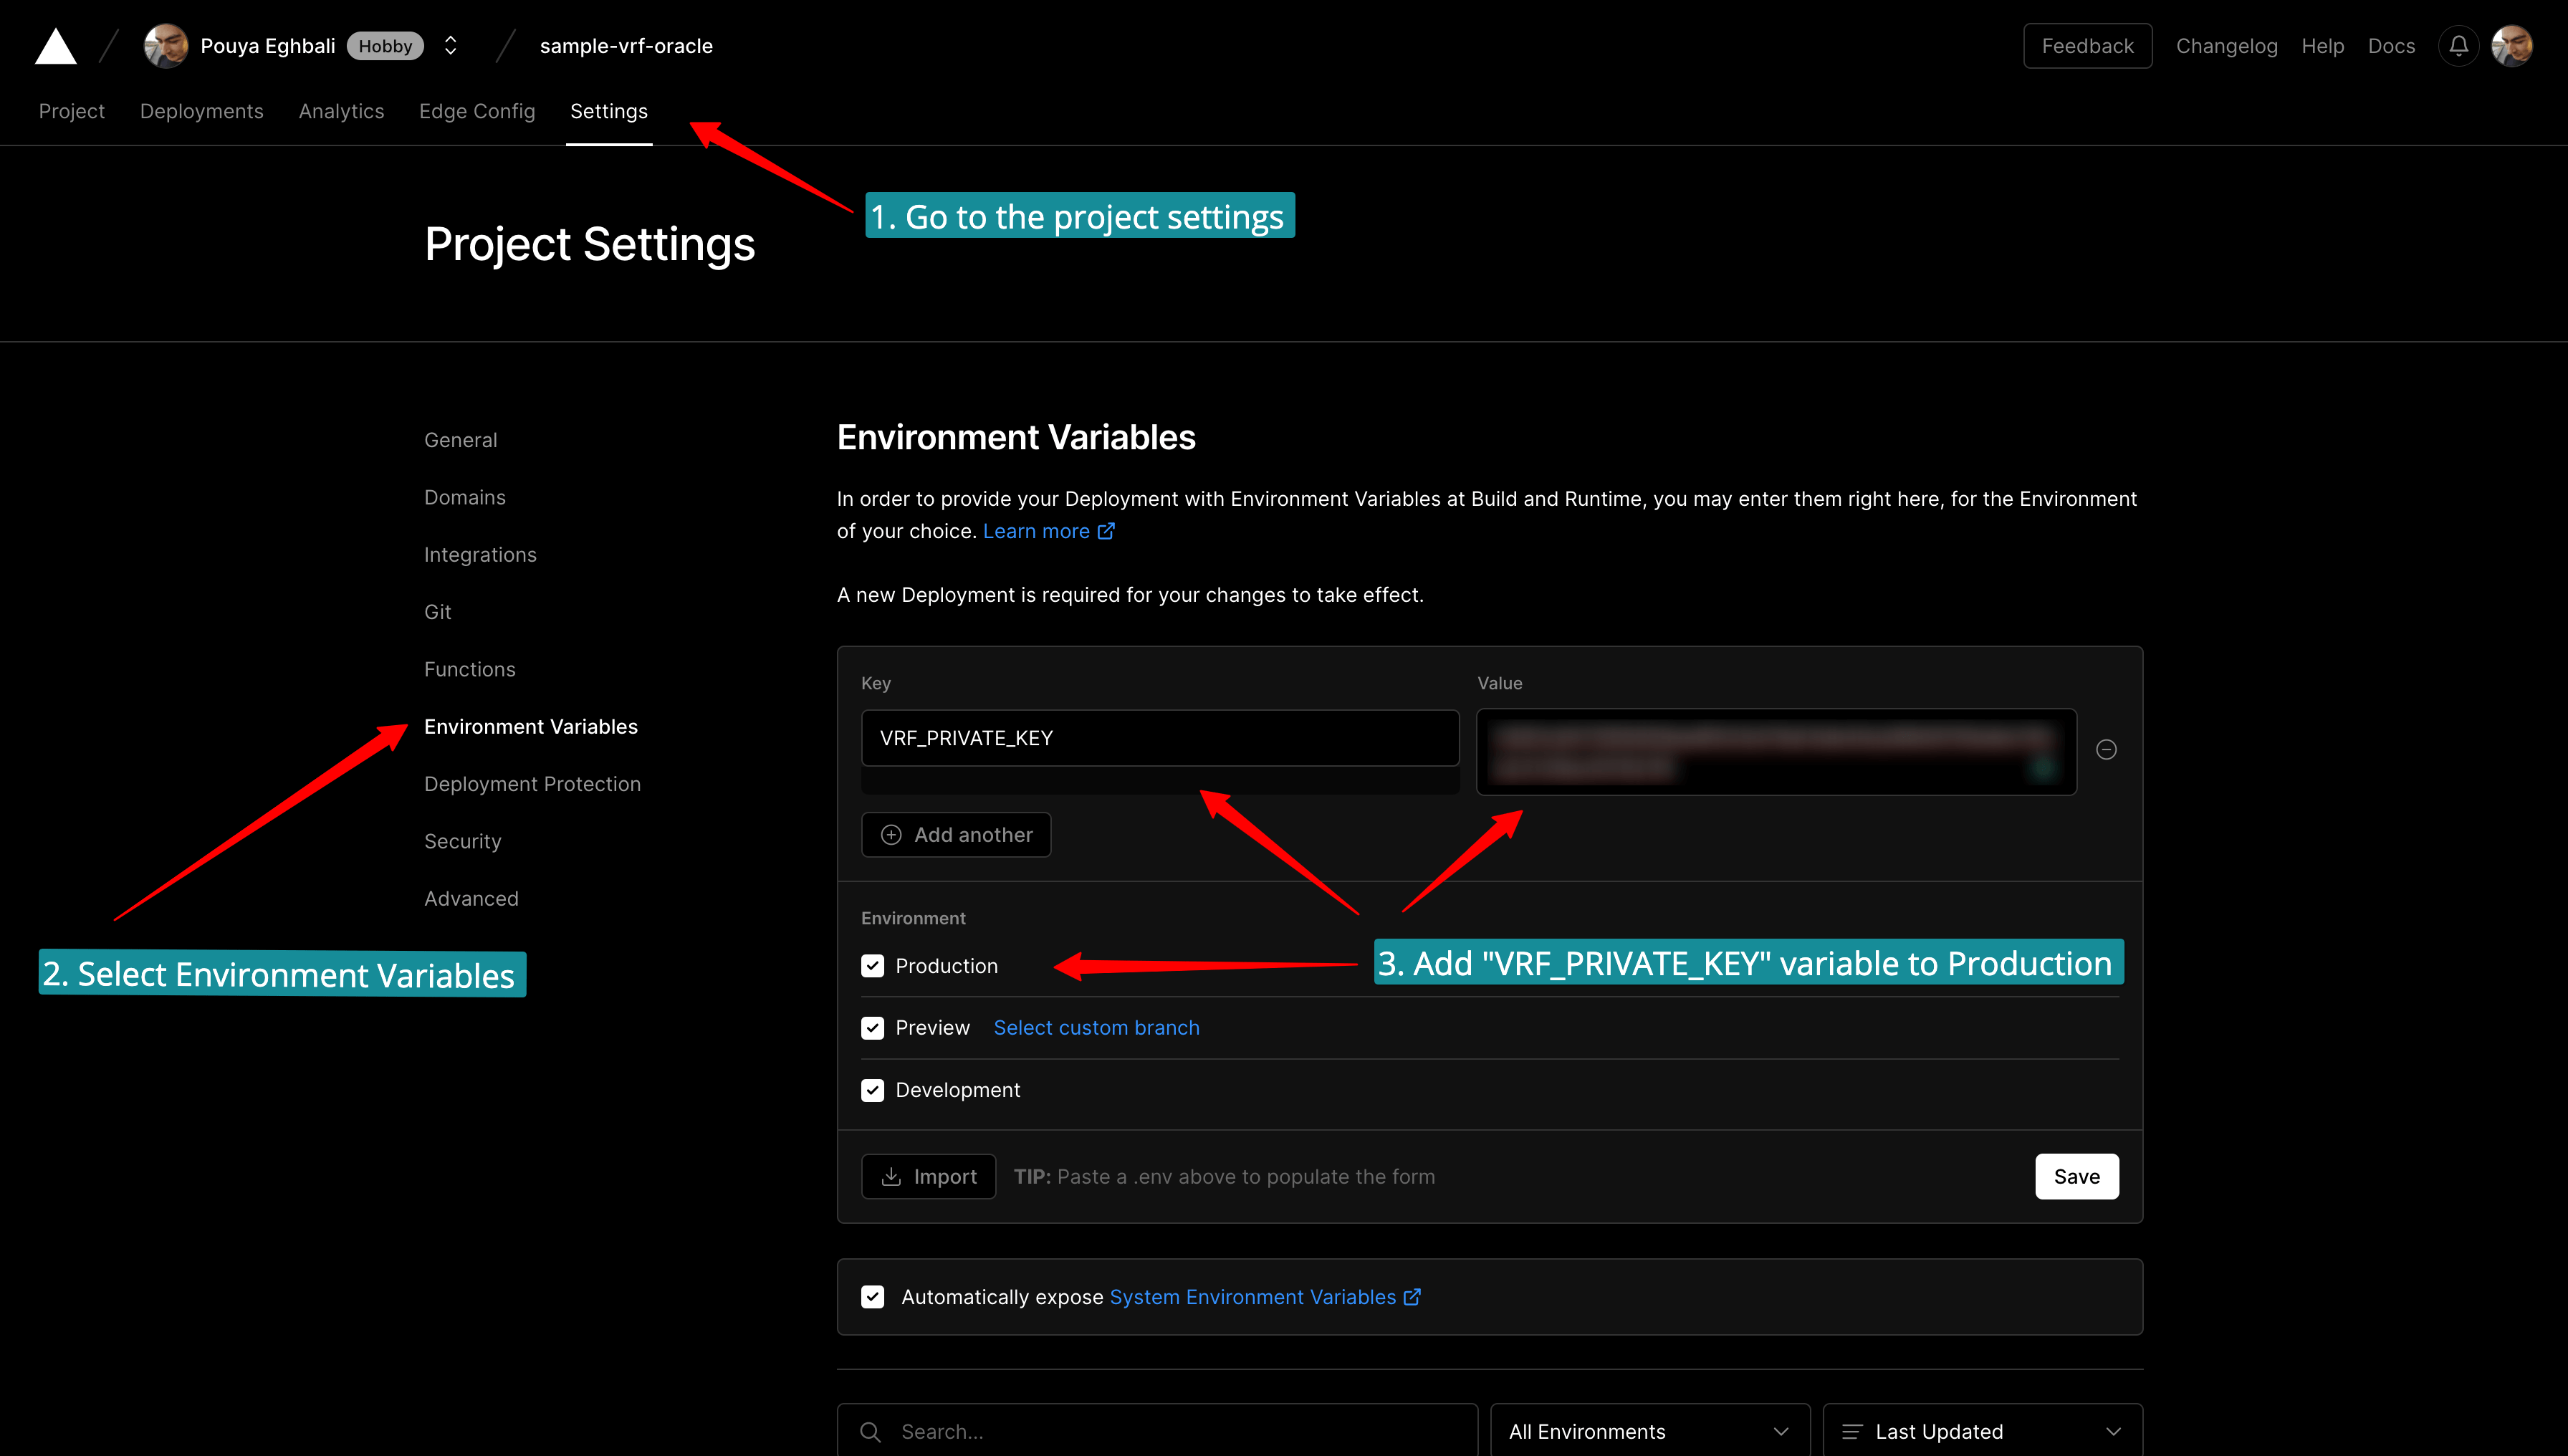 Pouya Eghbali Hobby sample-vrf-oracle Feedback Changelog Help Docs
Project Deployments Analytics Edge Config Settings
1. Go to the project settings
Project Settings
General
Domains
Integrations
Git
Functions
Environment Variables
Deployment Protection
Security
Advanced
2. Select Environment Variables
Environment Variables
In order to provide your Deployment with Environment Variables at Build and Runtime, you may enter them right here, for the Environment
of your choice. Learn more
A new Deployment is required for your changes to take effect.
Key Value
VRF_PRIVATE_KEY
Add another
Environment
Production
3. Add "VRF_PRIVATE_KEY" variable to Production
Preview Select custom branch
Development
Import TIP: Paste a .env above to populate the form Save
Automatically expose System Environment Variables
Search... All Environments Last Updated